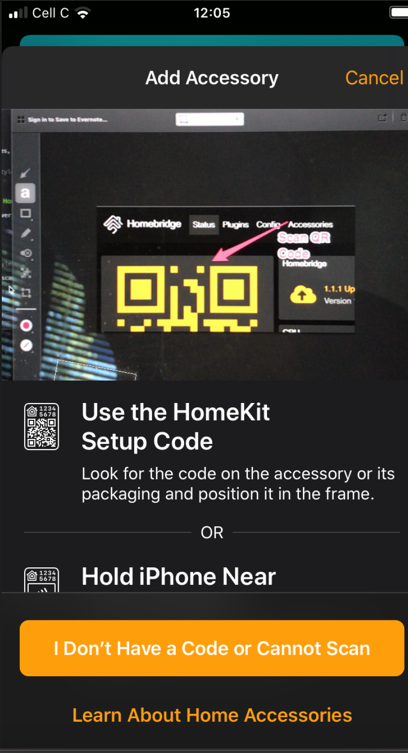 Cell C
12:05
Add Accessory
Cancel
Sign in to Save to Evernote...
a
Homebridge
Status
Plugins
Config
Accessories
Scan QR
Code
Homebridge
1.1.1 Up
Version
CPU
1234
5678
Use the HomeKit
Setup Code
Look for the code on the accessory or its
packaging and position it in the frame.
OR
1234
5678
Hold iPhone Near
I Don't Have a Code or Cannot Scan
Learn About Home Accessories